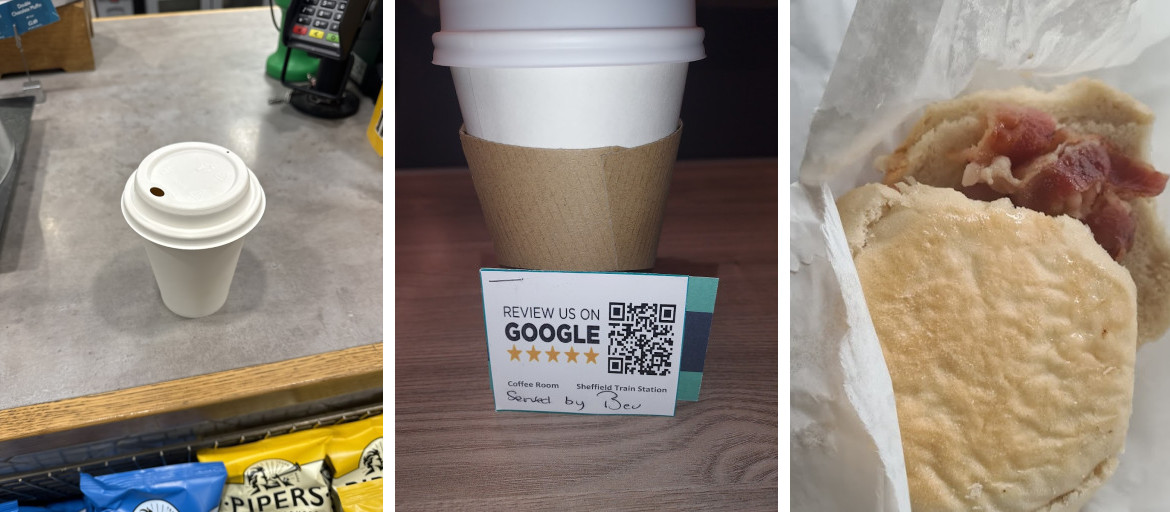 PIPERS
REVIEW US ON
GOOGLE
Coffee Room Sheffield Train Station
Served by Bev